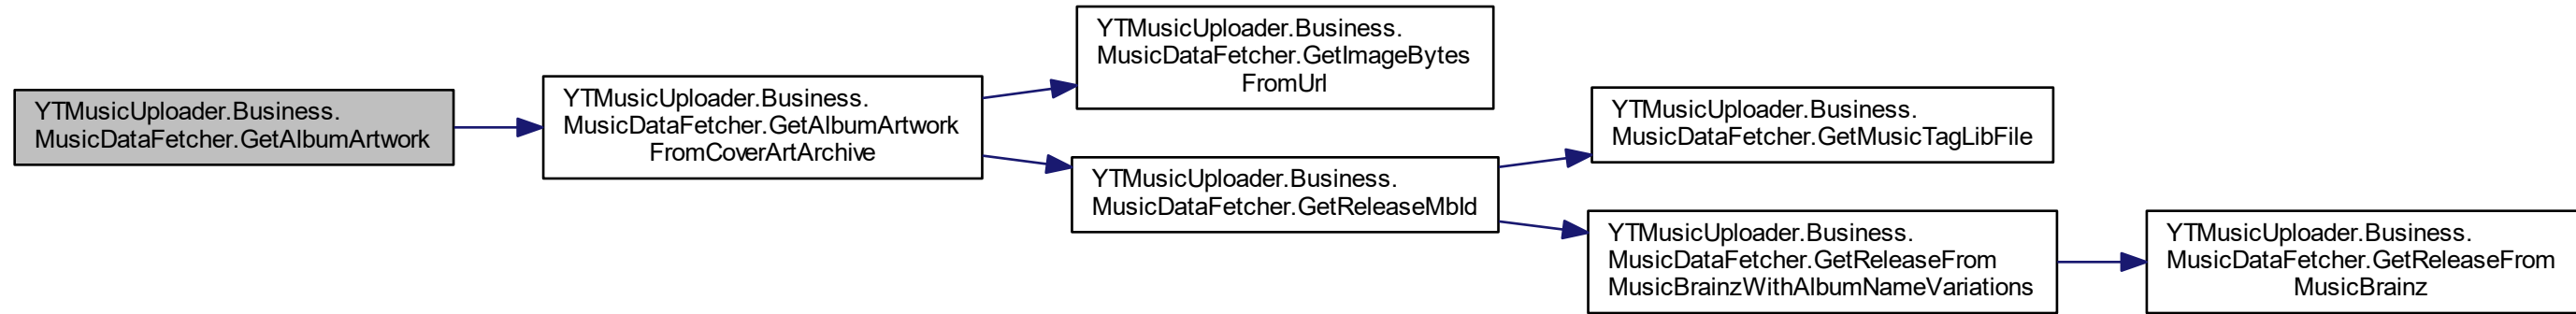 YTMusicUploader.Business.
MusicDataFetcher.GetAlbumArtwork
YTMusicUploader.Business.
MusicDataFetcher.GetAlbumArtwork
FromCoverArtArchive
YTMusicUploader.Business.
MusicDataFetcher.GetImageBytes
FromUrl
YTMusicUploader.Business.
MusicDataFetcher.GetReleaseMbId
YTMusicUploader.Business.
MusicDataFetcher.GetMusicTagLibFile
YTMusicUploader.Business.
MusicDataFetcher.GetReleaseFrom
MusicBrainzWithAlbumNameVariations
YTMusicUploader.Business.
MusicDataFetcher.GetReleaseFrom
MusicBrainz